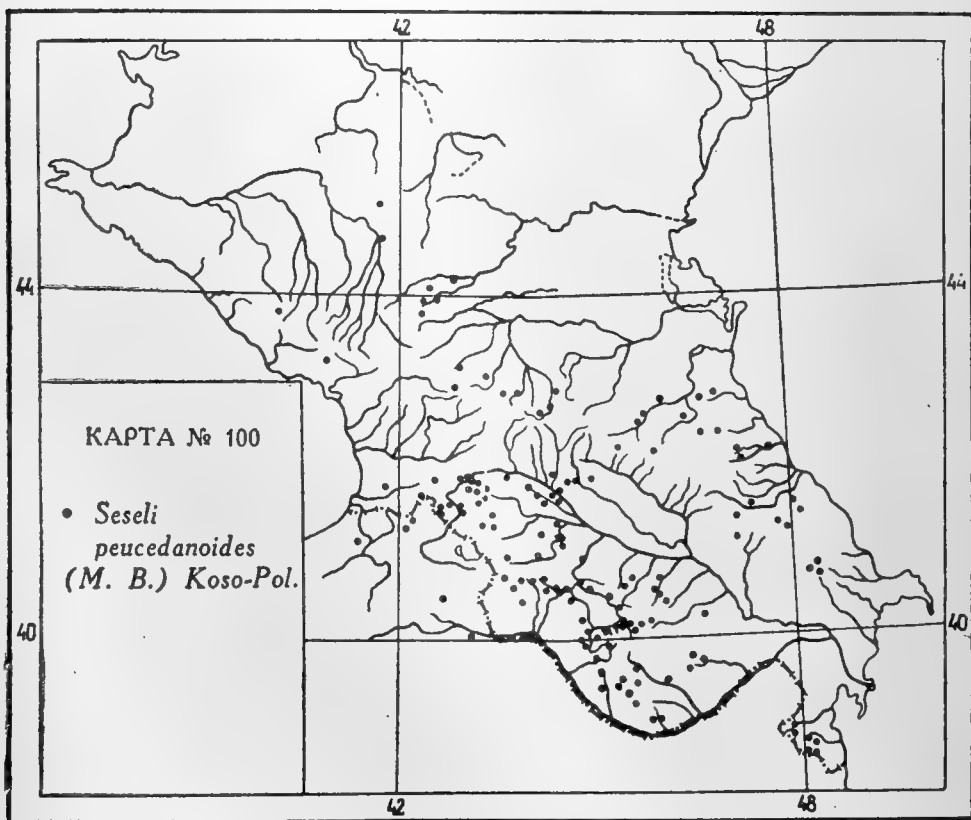 42 48
44 44
КАРТА № 100
Seseli
peucedanoides
(M. B.) Koso-Pol.
40 40
42 48